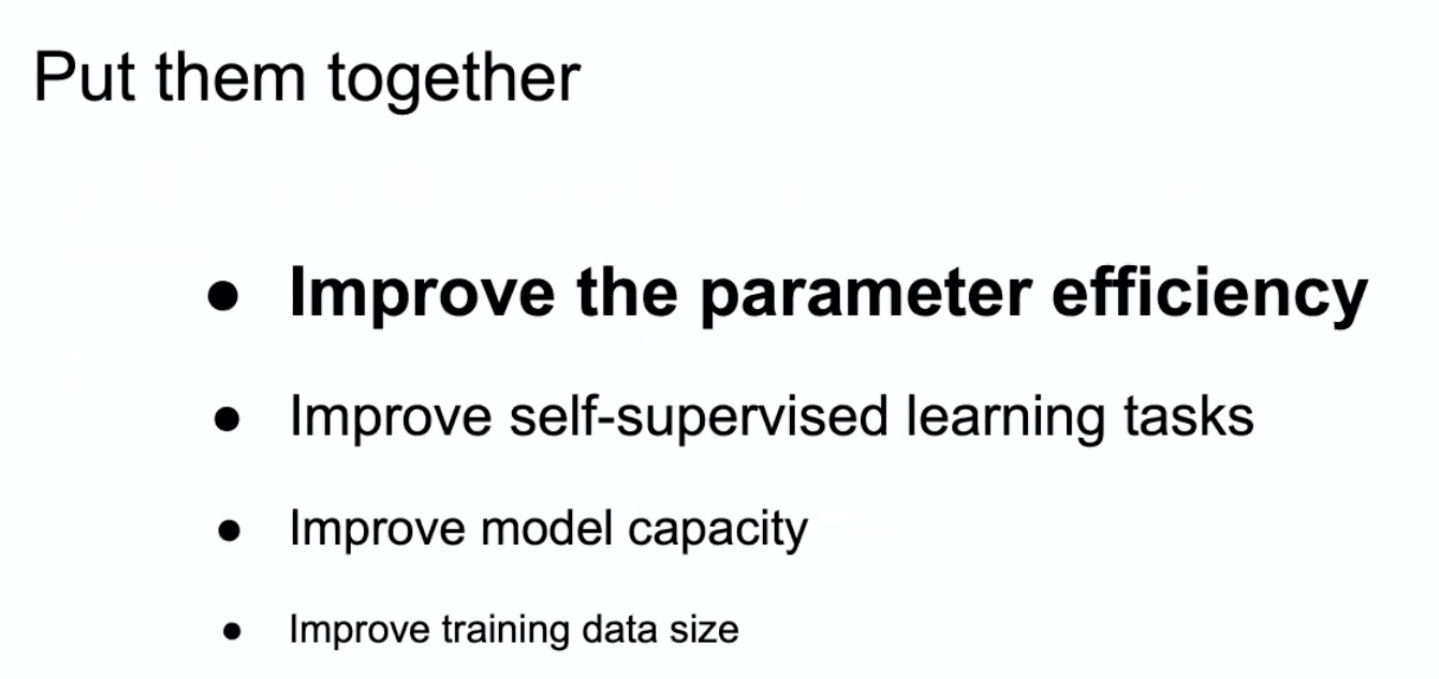 Put them together
● Improve the parameter efficiency
● Improve self-supervised learning tasks
● Improve model capacity
● Improve training data size